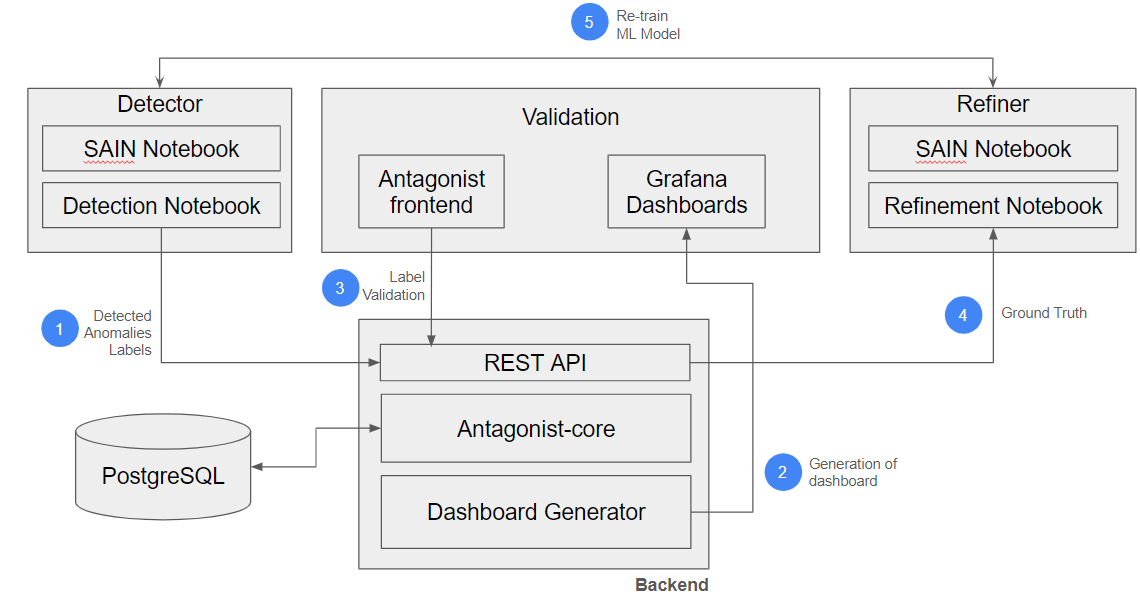 5
Re-train
ML Model
Detector
SAIN Notebook
Detection Notebook
Validation
Antagonist
frontend
Grafana
Dashboards
Refiner
SAIN Notebook
Refinement Notebook
1
Detected
Anomalies
Labels
3
Label
Validation
4
Ground Truth
REST API
Antagonist-core
Dashboard Generator
Backend
PostgreSQL
2
Generation of
dashboard